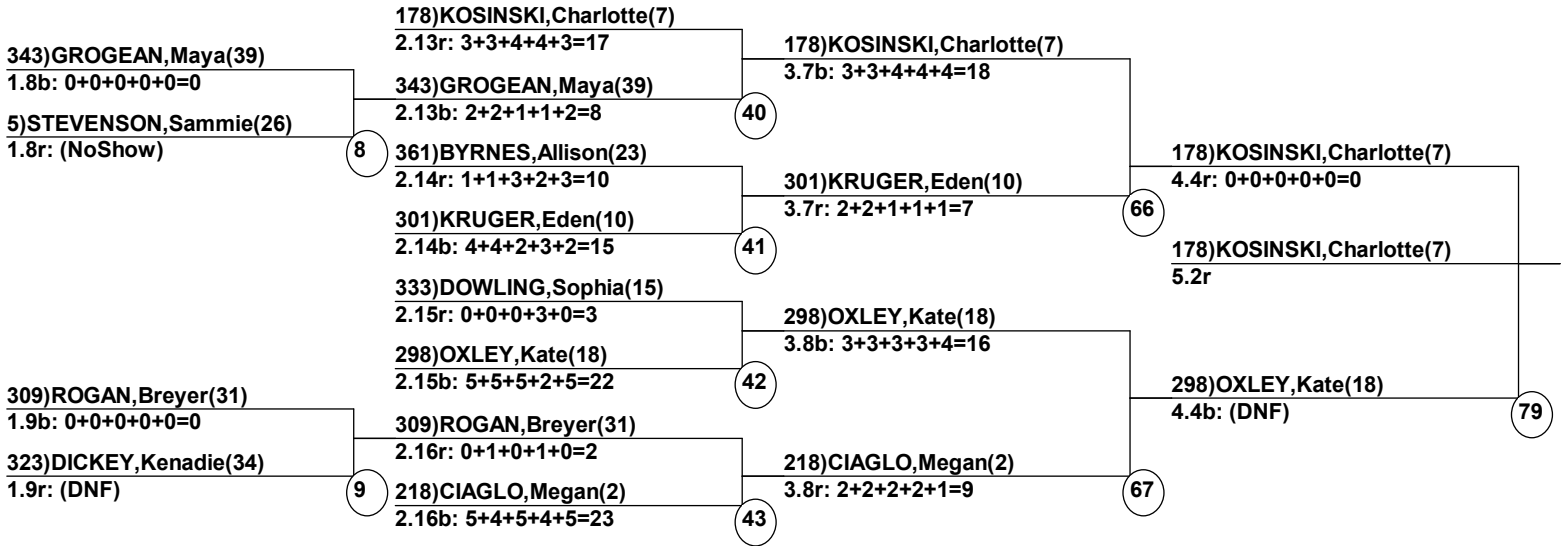 343)GROGEAN,Maya(39)
1.8b: 0+0+0+0+0=0
5)STEVENSON,Sammie(26)
1.8r: (NoShow)
8
309)ROGAN,Breyer(31)
1.9b: 0+0+0+0+0=0
323)DICKEY,Kenadie(34)
1.9r: (DNF)
9
178)KOSINSKI,Charlotte(7)
2.13r: 3+3+4+4+3=17
343)GROGEAN,Maya(39)
2.13b: 2+2+1+1+2=8
40
361)BYRNES,Allison(23)
2.14r: 1+1+3+2+3=10
301)KRUGER,Eden(10)
2.14b: 4+4+2+3+2=15
41
333)DOWLING,Sophia(15)
2.15r: 0+0+0+3+0=3
298)OXLEY,Kate(18)
2.15b: 5+5+5+2+5=22
42
309)ROGAN,Breyer(31)
2.16r: 0+1+0+1+0=2
218)CIAGLO,Megan(2)
2.16b: 5+4+5+4+5=23
43
178)KOSINSKI,Charlotte(7)
3.7b: 3+3+4+4+4=18
301)KRUGER,Eden(10)
3.7r: 2+2+1+1+1=7
66
298)OXLEY,Kate(18)
3.8b: 3+3+3+3+4=16
218)CIAGLO,Megan(2)
3.8r: 2+2+2+2+1=9
67
178)KOSINSKI,Charlotte(7)
4.4r: 0+0+0+0+0=0
178)KOSINSKI,Charlotte(7)
5.2r
298)OXLEY,Kate(18)
4.4b: (DNF)
79